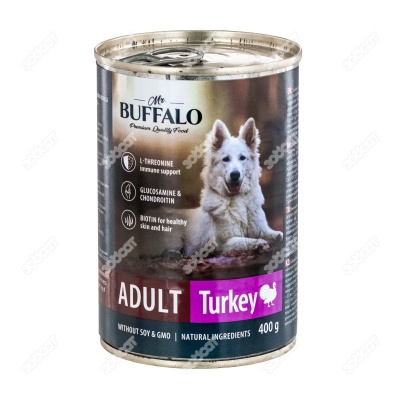 Mr
BUFFALO
Premium Quality Food
L-THREONINE
immune support
GLUCOSAMINE &
CHONDROITIN
BIOTIN for healthy
skin and hair
ADULT Turkey
WITHOUT SOY & GMO | NATURAL INGREDIENTS 400 g